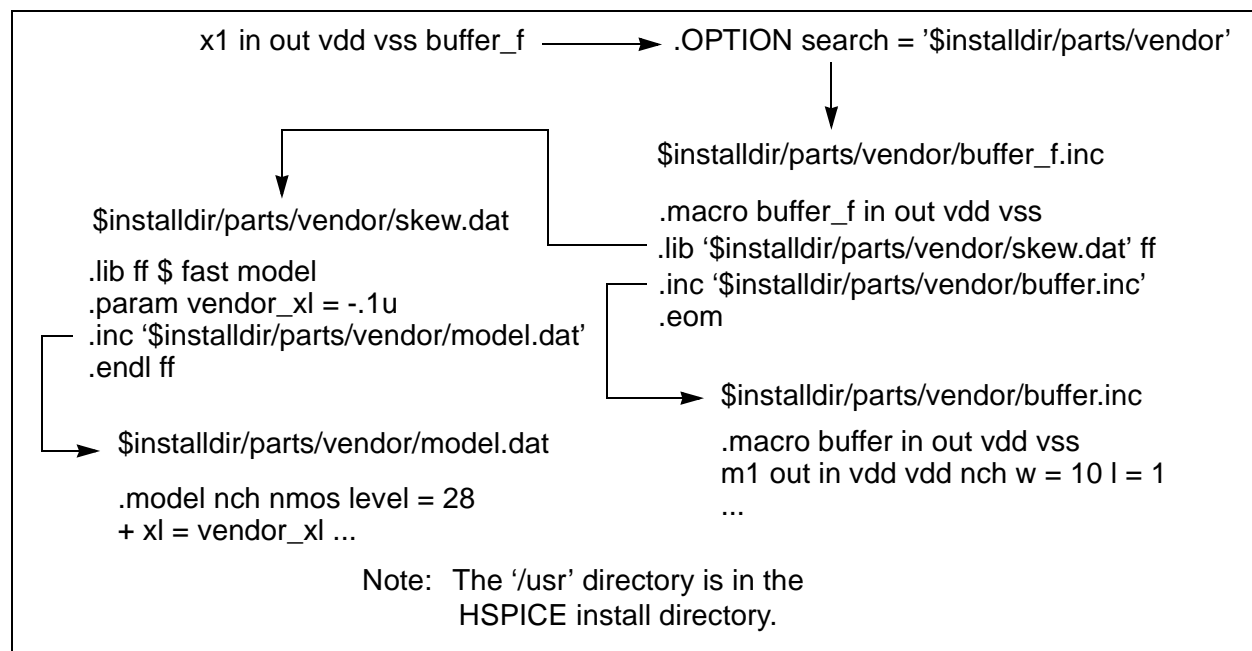 x1 in out vdd vss buffer_f
.OPTION search = ’$installdir/parts/vendor’
$installdir/parts/vendor/buffer_f.inc
.macro buffer_f in out vdd vss
.lib ‘$installdir/parts/vendor/skew.dat’ ff
.inc ‘$installdir/parts/vendor/buffer.inc’
.eom
$installdir/parts/vendor/skew.dat
.lib ff $ fast model
.param vendor_xl = -.1u
.inc ‘$installdir/parts/vendor/model.dat’
.endl ff
$installdir/parts/vendor/buffer.inc
.macro buffer in out vdd vss
m1 out in vdd vdd nch w = 10 l = 1
...
$installdir/parts/vendor/model.dat
.model nch nmos level = 28
+ xl = vendor_xl ...
Note: The ‘/usr’ directory is in the
HSPICE install directory.